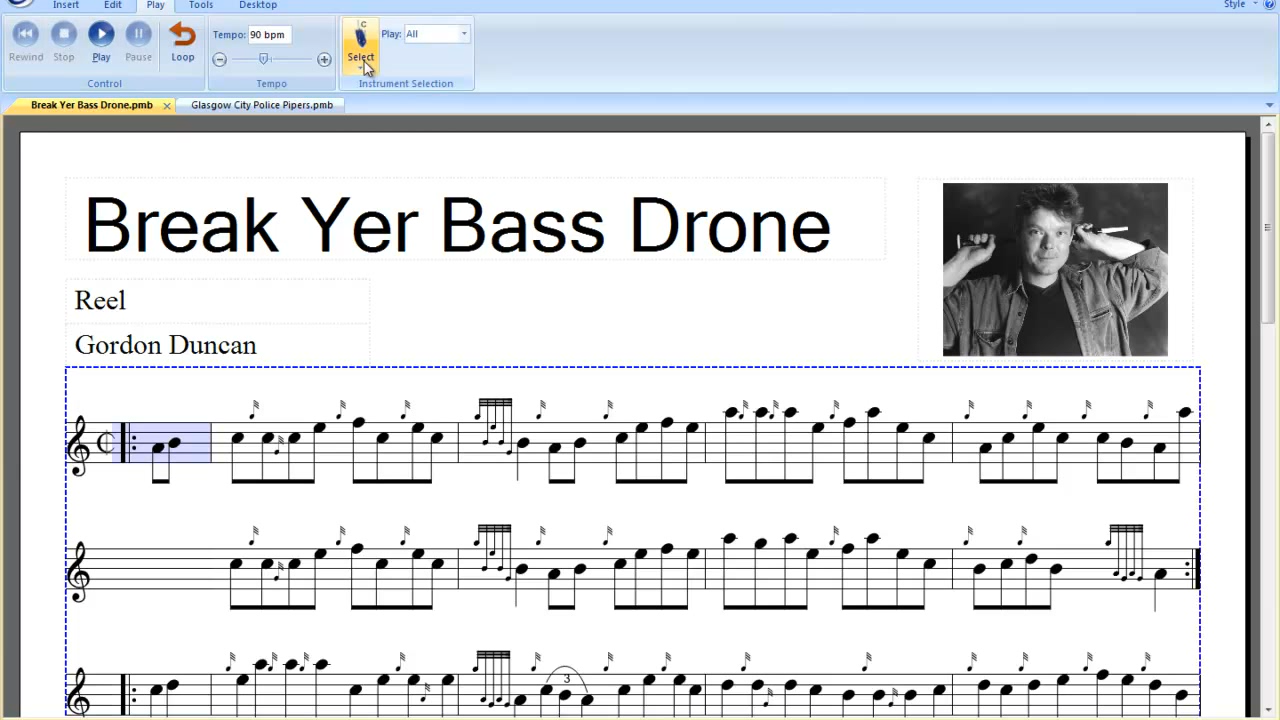 Insert Edit Play Tools Desktop Style
Tempo: 90 bpm C Play: All
Rewind Stop Play Pause Loop Select
Control Tempo Instrument Selection
Break Yer Bass Drone.pmb Glasgow City Police Pipers.pmb
Break Yer Bass Drone
Reel
Gordon Duncan
3